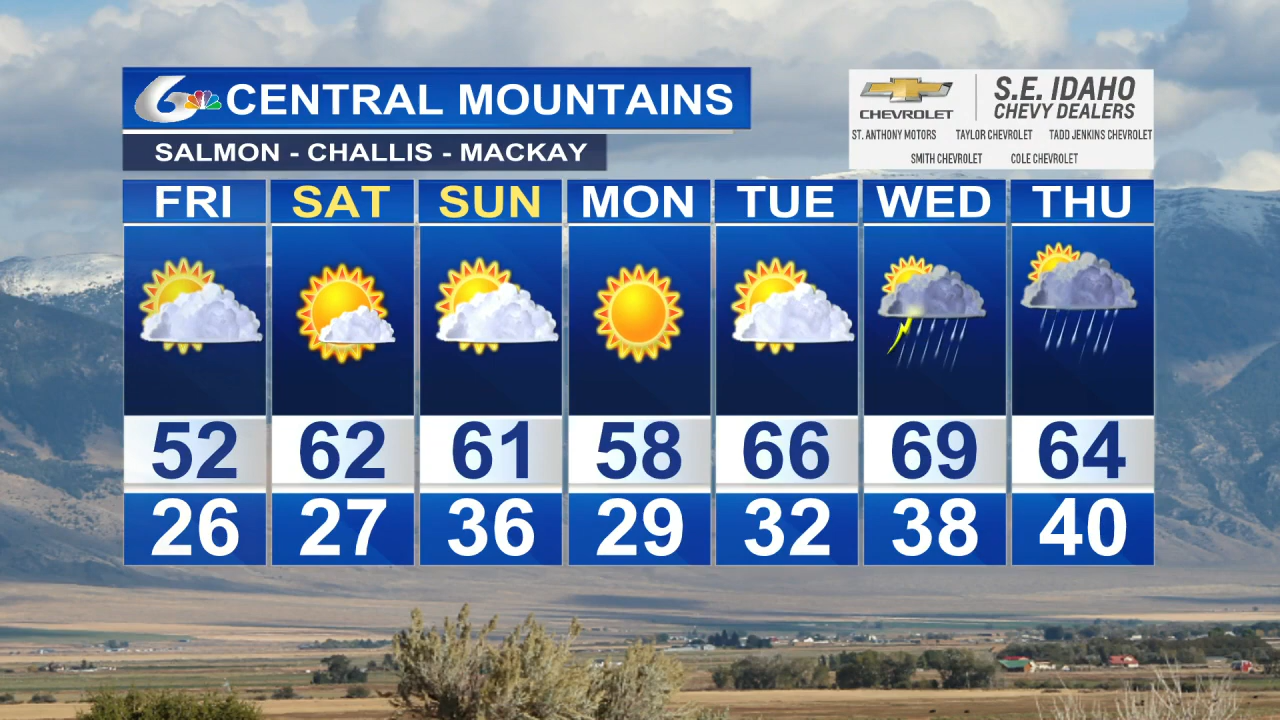 6 CENTRAL MOUNTAINS
SALMON - CHALLIS - MACKAY
CHEVROLET
S.E. IDAHO
CHEVY DEALERS
ST. ANTHONY MOTORS TAYLOR CHEVROLET TADD JENKINS CHEVROLET
SMITH CHEVROLET COLE CHEVROLET
FRI SAT SUN MON TUE WED THU
52 62 61 58 66 69 64
26 27 36 29 32 38 40